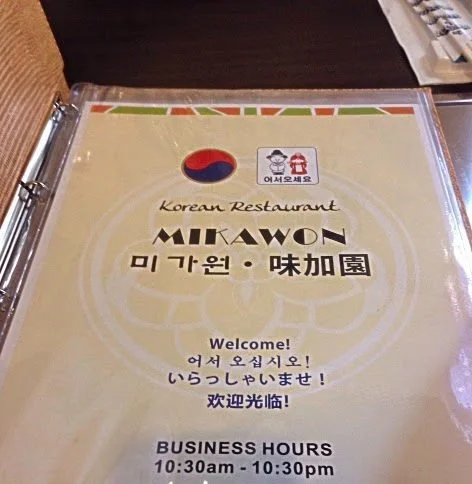 어서오세요
Korean Restaurant
MIKAWON
미가원・味加園
Welcome!
어서 오십시오!
いらっしゃいませ！
欢迎光临!
BUSINESS HOURS
10:30am - 10:30pm